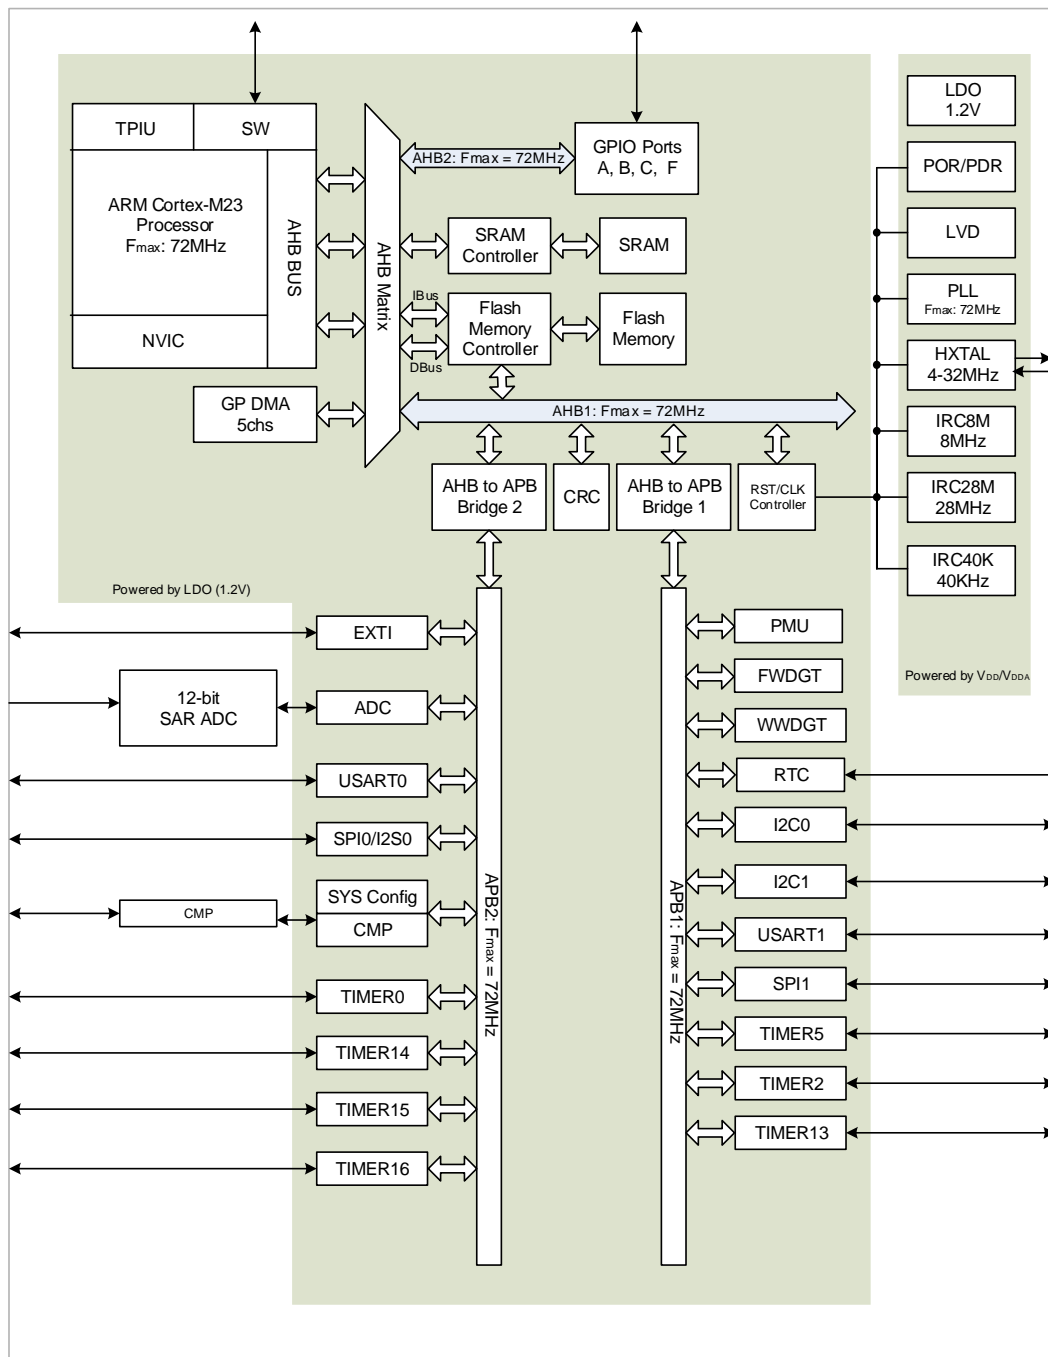 TPIU
SW
ARM Cortex-M23
Processor
Fmax: 72MHz
AHB BUS
NVIC
GP DMA
5chs
AHB Matrix
AHB2: Fmax = 72MHz
GPIO Ports
A, B, C, F
SRAM
Controller
SRAM
IBus
DBus
Flash
Memory
Controller
Flash
Memory
AHB1: Fmax = 72MHz
AHB to APB
Bridge 2
CRC
AHB to APB
Bridge 1
RST/CLK
Controller
LDO
1.2V
POR/PDR
LVD
PLL
Fmax: 72MHz
HXTAL
4-32MHz
IRC8M
8MHz
IRC28M
28MHz
IRC40K
40KHz
Powered by VDD/VDDA
Powered by LDO (1.2V)
EXTI
12-bit
SAR ADC
ADC
USART0
SPI0/I2S0
CMP
SYS Config
CMP
TIMER0
TIMER14
TIMER15
TIMER16
APB2: Fmax = 72MHz
APB1: Fmax = 72MHz
PMU
FWDGT
WWDGT
RTC
I2C0
I2C1
USART1
SPI1
TIMER5
TIMER2
TIMER13